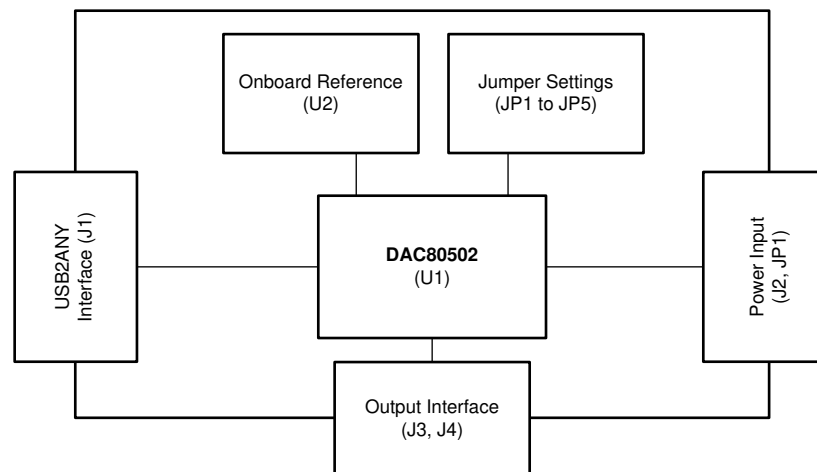 Onboard Reference
(U2)
Jumper Settings
(JP1 to JP5)
USB2ANY
Interface (J1)
DAC80502
(U1)
Power Input
(J2, JP1)
Output Interface
(J3, J4)